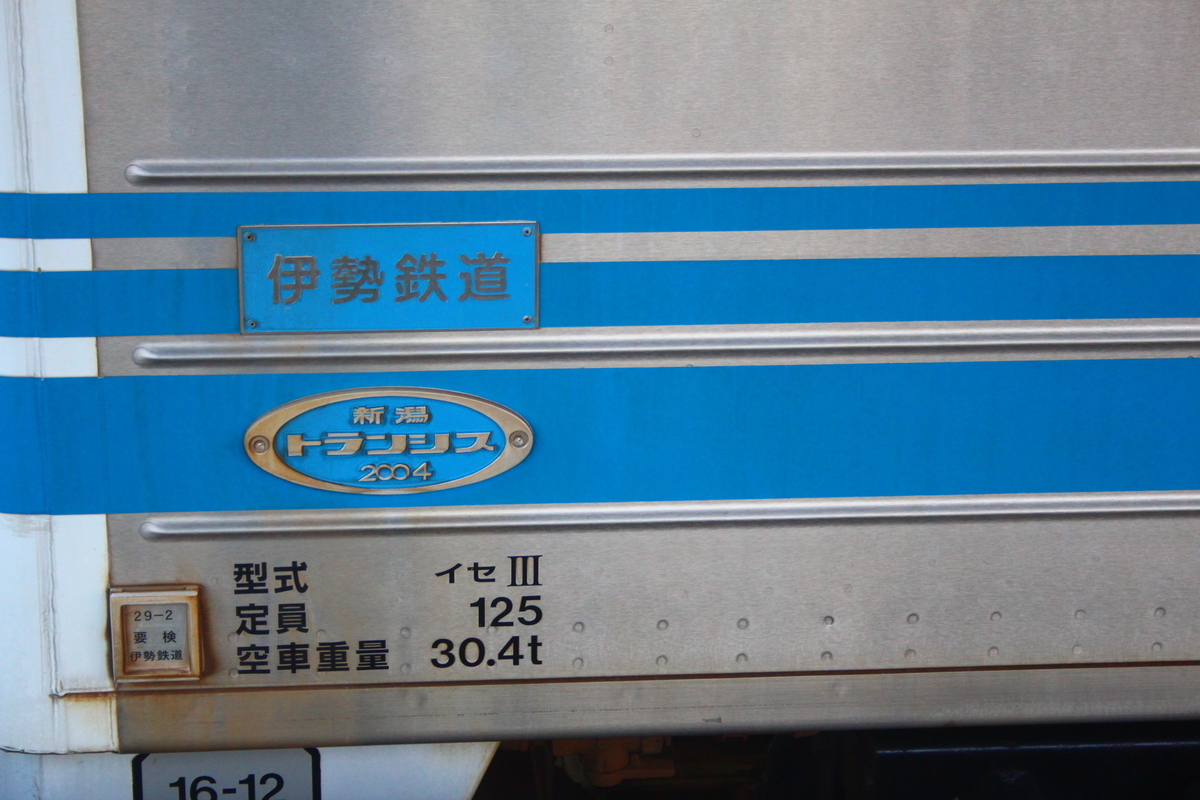 伊勢鉄道
新潟
トランシス
2004
型式 イセⅢ
定員 125
空車重量 30.4t
29-2
要検
伊勢鉄道
16-12